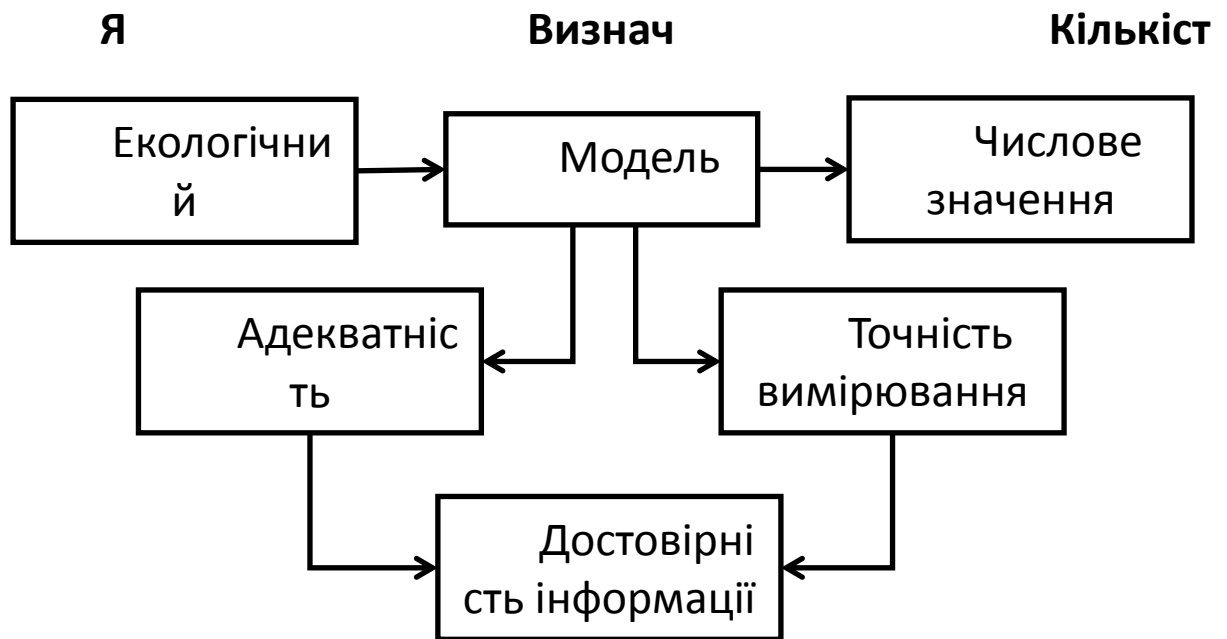 Я Визнач Кількіст
Екологічни
й
Модель
Числове
значення
Адекватніс
ть
Точність
вимірювання
Достовірні
сть інформації